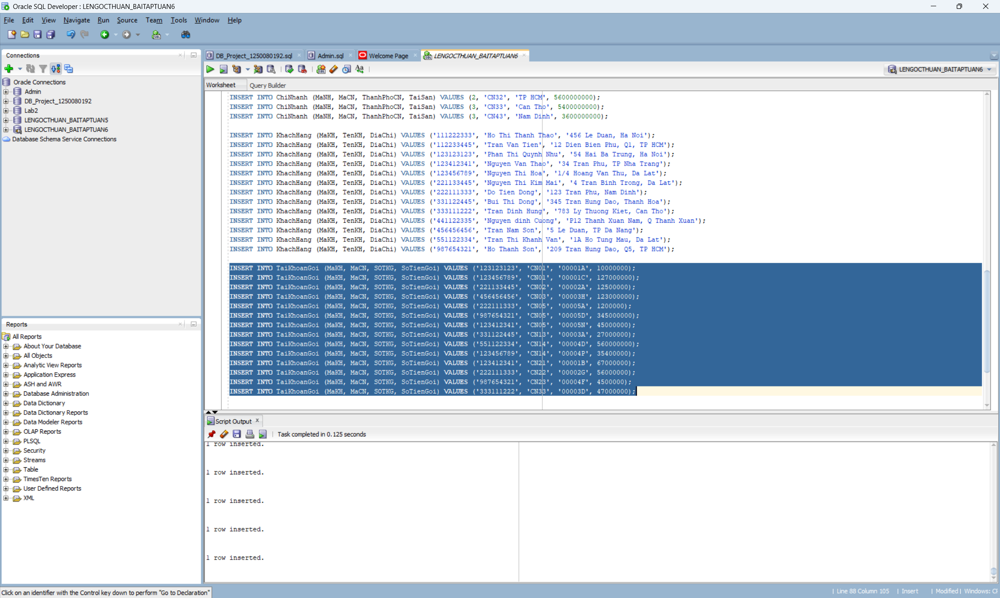 Oracle SQL Developer : LENGOCTHUAN_BAITAPTUAN6
File Edit View Navigate Run Source Team Tools Window Help
Connections
Oracle Connections
Admin
DB_Project_1250080192
Lab2
LENGOCTHUAN_BAITAPTUAN5
LENGOCTHUAN_BAITAPTUAN6
Database Schema Service Connections
Reports
All Reports
About Your Database
All Objects
Analytic View Reports
Application Express
ASH and AWR
Database Administration
Data Dictionary
Data Dictionary Reports
Data Modeler Reports
OLAP Reports
PLSQL
Security
Streams
Table
TimesTen Reports
User Defined Reports
XML
DB_Project_1250080192.sql Admin.sql Welcome Page LENGOCTHUAN_BAITAPTUAN6
LENGOCTHUAN_BAITAPTUAN6
Worksheet Query Builder
INSERT INTO ChiNhanh (MaNH, MaCN, ThanhPhoCN, TaiSan) VALUES (2, 'CN32', 'TP HCM', 5600000000);
INSERT INTO ChiNhanh (MaNH, MaCN, ThanhPhoCN, TaiSan) VALUES (3, 'CN33', 'Can Tho', 5400000000);
INSERT INTO ChiNhanh (MaNH, MaCN, ThanhPhoCN, TaiSan) VALUES (3, 'CN43', 'Nam Dinh', 3600000000);
INSERT INTO KhachHang (MaKH, TenKH, DiaChi) VALUES ('111222333', 'Ho Thi Thanh Thao', '456 Le Duan, Ha Noi');
INSERT INTO KhachHang (MaKH, TenKH, DiaChi) VALUES ('112233445', 'Tran Van Tien', '12 Dien Bien Phu, Q1, TP HCM');
INSERT INTO KhachHang (MaKH, TenKH, DiaChi) VALUES ('123123123', 'Phan Thi Quynh Nhu', '54 Hai Ba Trung, Ha Noi');
INSERT INTO KhachHang (MaKH, TenKH, DiaChi) VALUES ('123412341', 'Nguyen Van Thao', '34 Tran Phu, TP Nha Trang');
INSERT INTO KhachHang (MaKH, TenKH, DiaChi) VALUES ('123456789', 'Nguyen Thi Hoa', '1/4 Hoang Van Thu, Da Lat');
INSERT INTO KhachHang (MaKH, TenKH, DiaChi) VALUES ('221133445', 'Nguyen Thi Kim Mai', '4 Tran Binh Trong, Da Lat');
INSERT INTO KhachHang (MaKH, TenKH, DiaChi) VALUES ('222111333', 'Do Tien Dong', '123 Tran Phu, Nam Dinh');
INSERT INTO KhachHang (MaKH, TenKH, DiaChi) VALUES ('331122445', 'Bui Thi Dong', '345 Tran Hung Dao, Thanh Hoa');
INSERT INTO KhachHang (MaKH, TenKH, DiaChi) VALUES ('333111222', 'Tran Dinh Hung', '783 Ly Thuong Kiet, Can Tho');
INSERT INTO KhachHang (MaKH, TenKH, DiaChi) VALUES ('441122335', 'Nguyen dinh Cuong', 'P12 Thanh Xuan Nam, Q Thanh Xuan');
INSERT INTO KhachHang (MaKH, TenKH, DiaChi) VALUES ('456456456', 'Tran Nam Son', '5 Le Duan, TP Da Nang');
INSERT INTO KhachHang (MaKH, TenKH, DiaChi) VALUES ('551122334', 'Tran Thi Khanh Van', '1A Ho Tung Mau, Da Lat');
INSERT INTO KhachHang (MaKH, TenKH, DiaChi) VALUES ('987654321', 'Ho Thanh Son', '209 Tran Hung Dao, Q5, TP HCM');
INSERT INTO TaiKhoanGoi (MaKH, MaCN, SOTKG, SoTienGoi) VALUES ('123123123', 'CN01', '00001A', 10000000);
INSERT INTO TaiKhoanGoi (MaKH, MaCN, SOTKG, SoTienGoi) VALUES ('123456789', 'CN01', '00001C', 127000000);
INSERT INTO TaiKhoanGoi (MaKH, MaCN, SOTKG, SoTienGoi) VALUES ('221133445', 'CN02', '00002A', 12500000);
INSERT INTO TaiKhoanGoi (MaKH, MaCN, SOTKG, SoTienGoi) VALUES ('456456456', 'CN03', '00003H', 123000000);
INSERT INTO TaiKhoanGoi (MaKH, MaCN, SOTKG, SoTienGoi) VALUES ('222111333', 'CN05', '00005A', 1200000);
INSERT INTO TaiKhoanGoi (MaKH, MaCN, SOTKG, SoTienGoi) VALUES ('987654321', 'CN05', '00005D', 345000000);
INSERT INTO TaiKhoanGoi (MaKH, MaCN, SOTKG, SoTienGoi) VALUES ('123412341', 'CN05', '00005N', 45000000);
INSERT INTO TaiKhoanGoi (MaKH, MaCN, SOTKG, SoTienGoi) VALUES ('331122445', 'CN13', '00003A', 27000000);
INSERT INTO TaiKhoanGoi (MaKH, MaCN, SOTKG, SoTienGoi) VALUES ('551122334', 'CN14', '00004D', 560000000);
INSERT INTO TaiKhoanGoi (MaKH, MaCN, SOTKG, SoTienGoi) VALUES ('123456789', 'CN14', '00004P', 35400000);
INSERT INTO TaiKhoanGoi (MaKH, MaCN, SOTKG, SoTienGoi) VALUES ('123412341', 'CN21', '00001B', 67000000);
INSERT INTO TaiKhoanGoi (MaKH, MaCN, SOTKG, SoTienGoi) VALUES ('222111333', 'CN22', '00002G', 56000000);
INSERT INTO TaiKhoanGoi (MaKH, MaCN, SOTKG, SoTienGoi) VALUES ('987654321', 'CN23', '00004F', 4500000);
INSERT INTO TaiKhoanGoi (MaKH, MaCN, SOTKG, SoTienGoi) VALUES ('333111222', 'CN33', '00003D', 47000000);
Script Output
Task completed in 0.125 seconds
1 row inserted.
1 row inserted.
1 row inserted.
1 row inserted.
1 row inserted.
Click on an identifier with the Control key down to perform "Go to Declaration"
Line 88 Column 105 | Insert | Modified | Windows: C